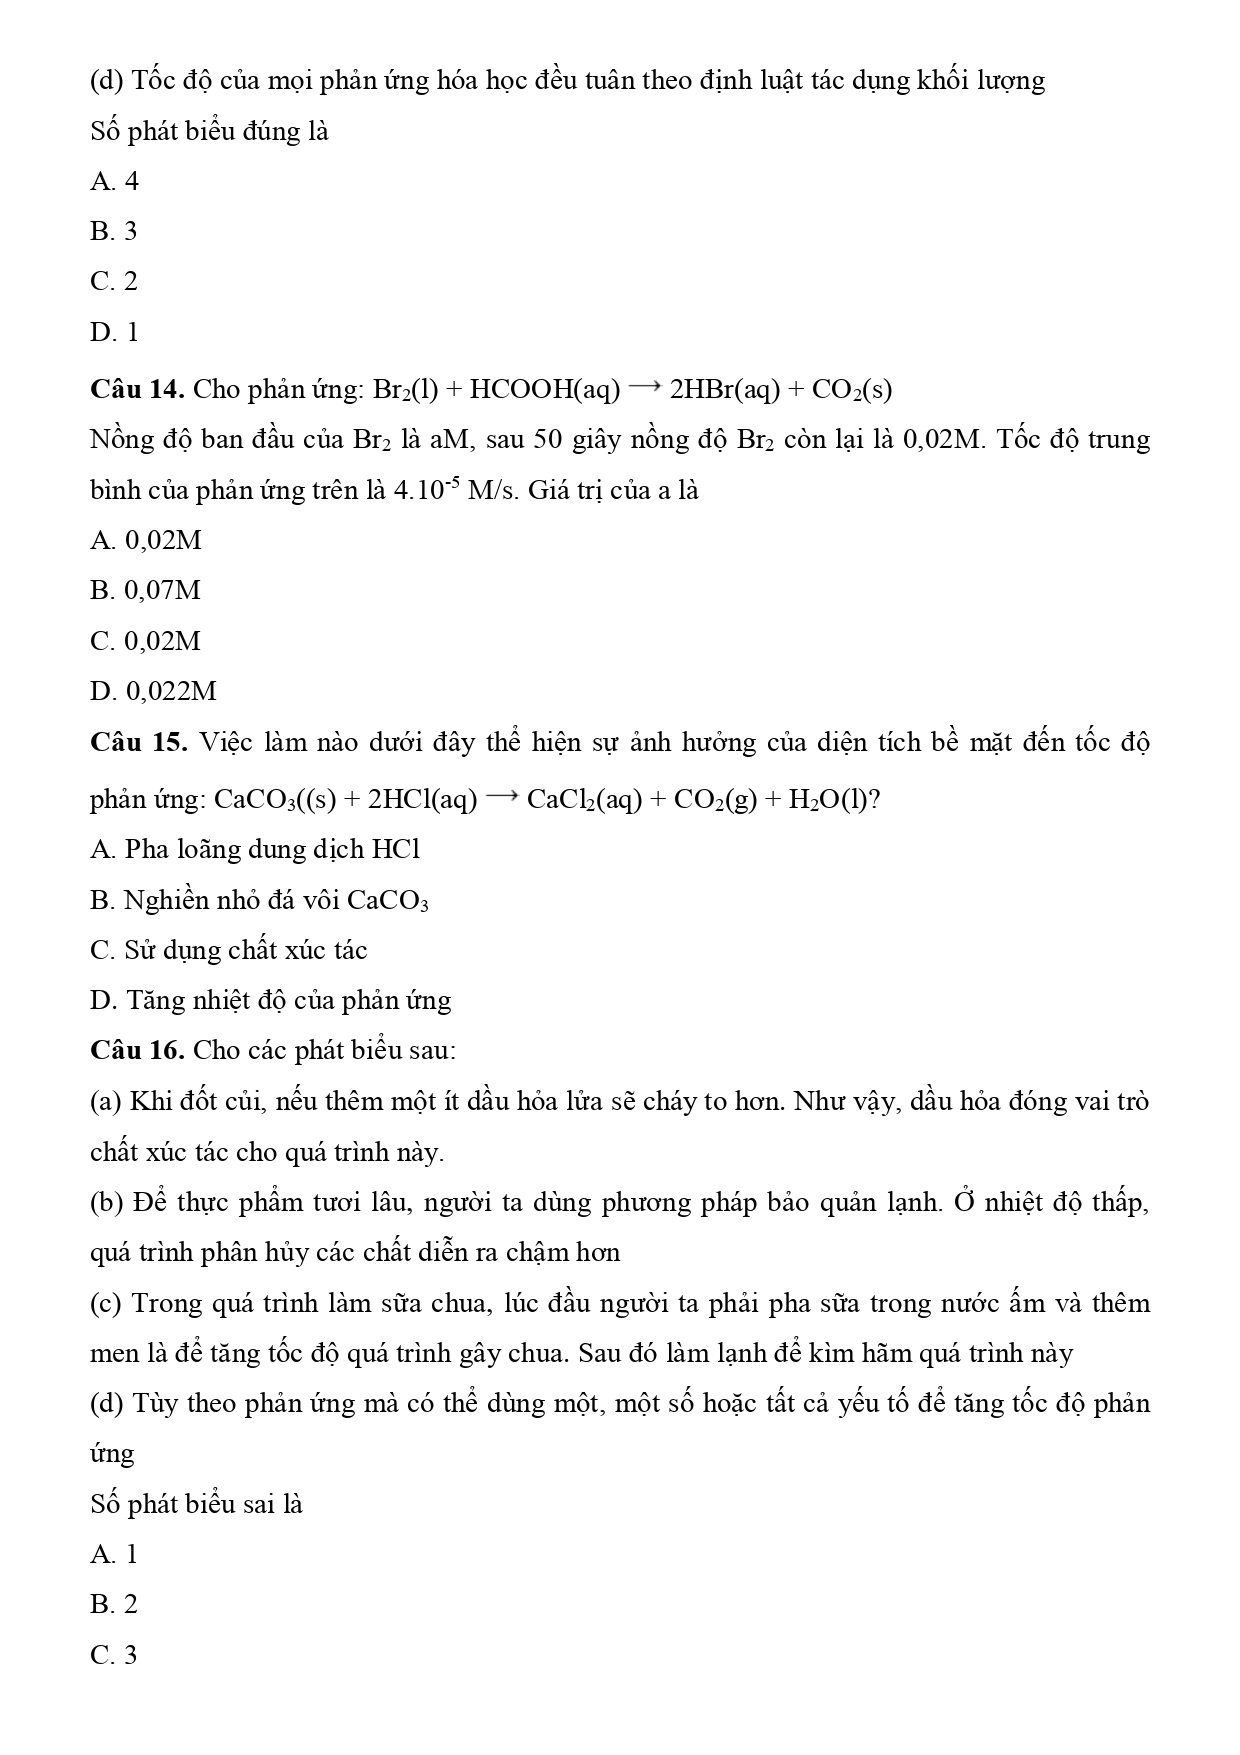 (d) Tốc độ của mọi phản ứng hóa học đều tuân theo định luật tác dụng khối lượng
Số phát biểu đúng là
A. 4
B. 3
C. 2
D. 1
Câu 14. Cho phản ứng: Br₂(l) + HCOOH(aq) ⟶ 2HBr(aq) + CO₂(s)
Nồng độ ban đầu của Br₂ là aM, sau 50 giây nồng độ Br₂ còn lại là 0,02M. Tốc độ trung
bình của phản ứng trên là 4.10⁻⁵ M/s. Giá trị của a là
A. 0,02M
B. 0,07M
C. 0,02M
D. 0,022M
Câu 15. Việc làm nào dưới đây thể hiện sự ảnh hưởng của diện tích bề mặt đến tốc độ
phản ứng: CaCO₃((s) + 2HCl(aq) ⟶ CaCl₂(aq) + CO₂(g) + H₂O(l)?
A. Pha loãng dung dịch HCl
B. Nghiền nhỏ đá vôi CaCO₃
C. Sử dụng chất xúc tác
D. Tăng nhiệt độ của phản ứng
Câu 16. Cho các phát biểu sau:
(a) Khi đốt củi, nếu thêm một ít dầu hỏa lửa sẽ cháy to hơn. Như vậy, dầu hỏa đóng vai trò
chất xúc tác cho quá trình này.
(b) Để thực phẩm tươi lâu, người ta dùng phương pháp bảo quản lạnh. Ở nhiệt độ thấp,
quá trình phân hủy các chất diễn ra chậm hơn
(c) Trong quá trình làm sữa chua, lúc đầu người ta phải pha sữa trong nước ấm và thêm
men là để tăng tốc độ quá trình gây chua. Sau đó làm lạnh để kìm hãm quá trình này
(d) Tùy theo phản ứng mà có thể dùng một, một số hoặc tất cả yếu tố để tăng tốc độ phản
ứng
Số phát biểu sai là
A. 1
B. 2
C. 3